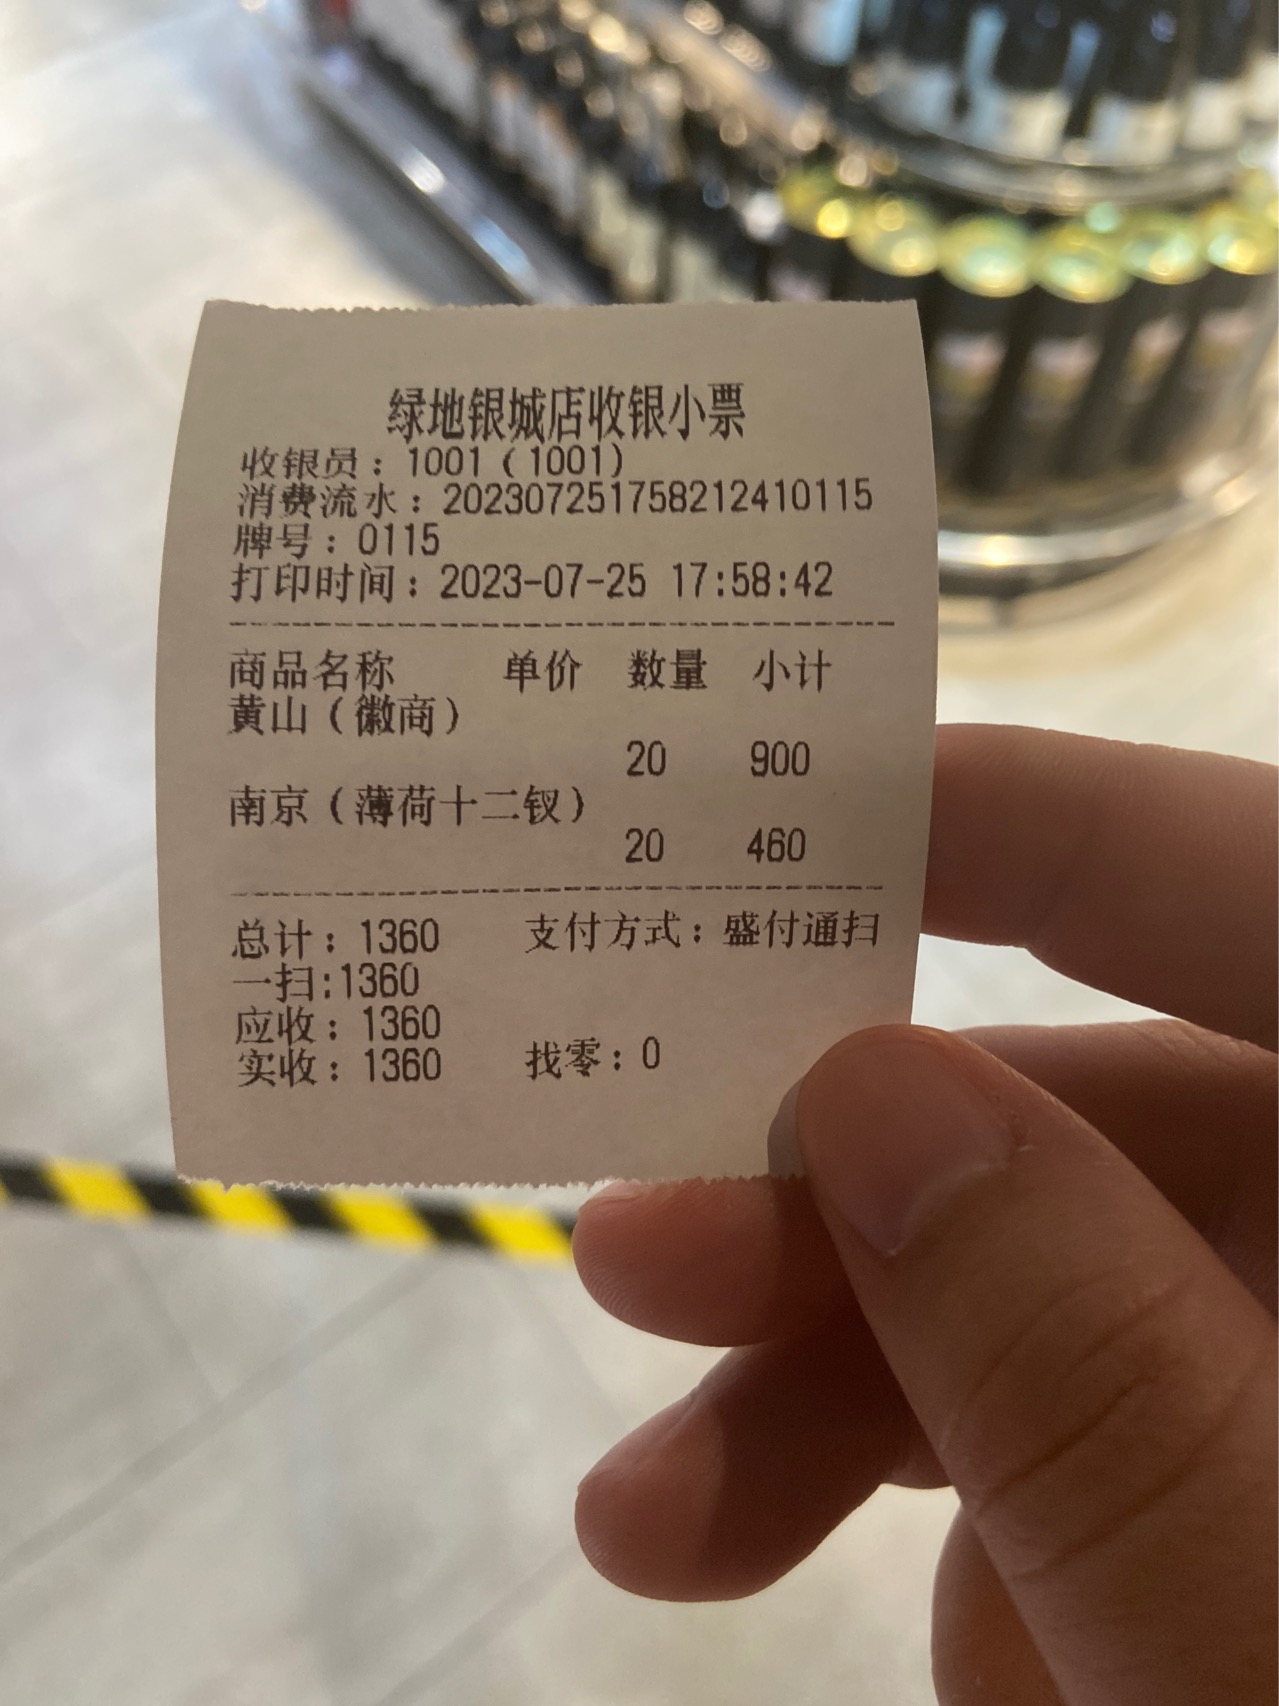 绿地银城店收银小票
收银员：1001（1001）
消费流水：202307251758212410115
牌号：0115
打印时间：2023-07-25 17:58:42
商品名称 单价 数量 小计
黄山（徽商）
20 900
南京（薄荷十二钗）
20 460
总计：1360 支付方式：盛付通扫
一扫:1360
应收：1360
实收：1360 找零：0